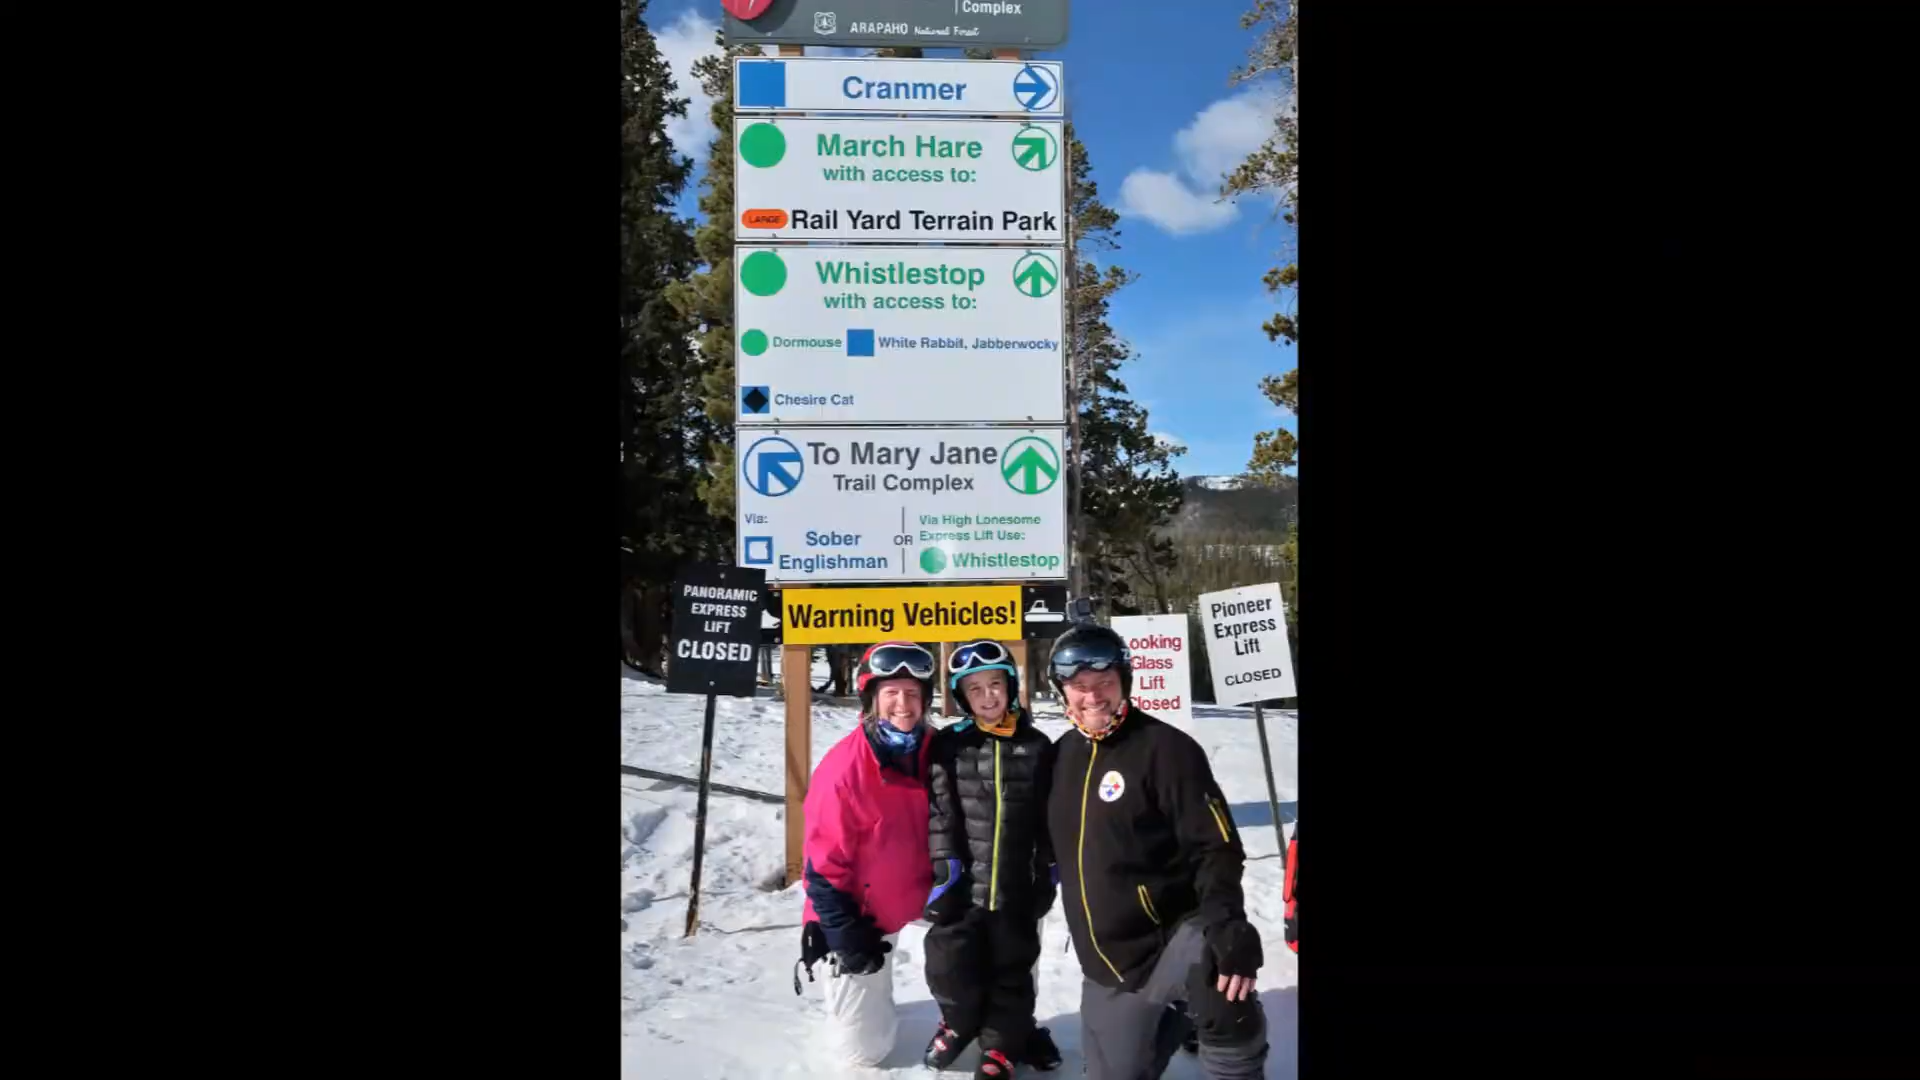 Complex
ARAPAHO National Forest
Cranmer
March Hare
with access to:
LARGE Rail Yard Terrain Park
Whistlestop
with access to:
Dormouse White Rabbit, Jabberwocky
Chesire Cat
To Mary Jane
Trail Complex
Via:
Sober
Englishman
OR
Via High Lonesome
Express Lift Use:
Whistlestop
Warning Vehicles!
PANORAMIC
EXPRESS
LIFT
CLOSED
ooking
Glass
Lift
Closed
Pioneer
Express
Lift
CLOSED